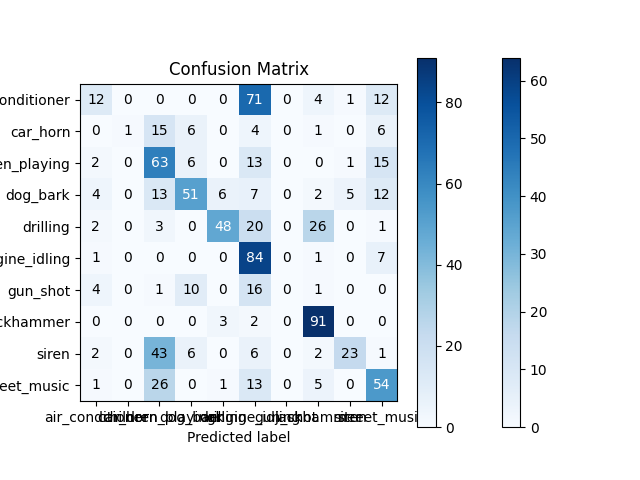 Confusion Matrix
onditioner 12 0 0 0 0 71 0 4 1 12
car_horn 0 1 15 6 0 4 0 1 0 6
en_playing 2 0 63 6 0 13 0 0 1 15
dog_bark 4 0 13 51 6 7 0 2 5 12
drilling 2 0 3 0 48 20 0 26 0 1
gine_idling 1 0 0 0 0 84 0 1 0 7
gun_shot 4 0 1 10 0 16 0 1 0 0
ckhammer 0 0 0 0 3 2 0 91 0 0
siren 2 0 43 6 0 6 0 2 23 1
eet_music 1 0 26 0 1 13 0 5 0 54
street_musi
Predicted label
80
60
40
20
0
60
50
40
30
20
10
0